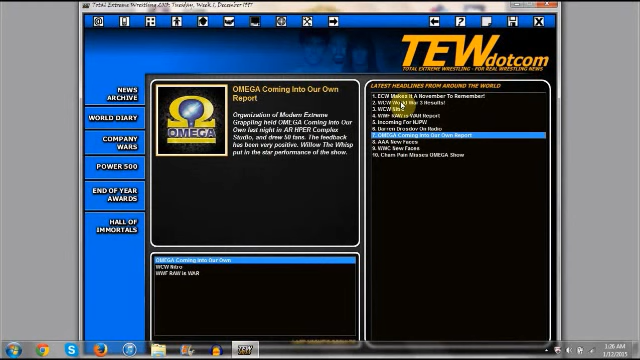 Total Extreme Wrestling 2013: Tuesday, Week 1, December 1997
TEWdotcom
TOTAL EXTREME WRESTLING (TEW) - REAL WRESTLING NEWS
NEWS
ARCHIVE
WORLD DIARY
COMPANY
WARS
POWER 500
END OF YEAR
AWARDS
HALL OF
IMMORTALS
OMEGA
OMEGA Coming Into Our Own
Report
Organization of Modern Extreme
Grappling held OMEGA Coming Into Our
Own last night in AR HPER Complex
Studio, and drew 50 fans. The feedback
has been very positive. Willow The Whisp
put in the star performance of the show.
OMEGA Coming Into Our Own
WCW Nitro
WWF RAW is WAR
LATEST HEADLINES FROM AROUND THE WORLD
1. ECW Makes It A November To Remember!
2. WCW World War 3 Results!
3. WCW
4. WWF RAW is WAR Report
5. Incoming For NJPW
6. Darren Drosdov On Radio
7. OMEGA Coming Into Our Own Report
8. AAA New Faces
9. WWC New Faces
10. Cham Pain Misses OMEGA Show
TEW
1:26 AM
1/12/2015